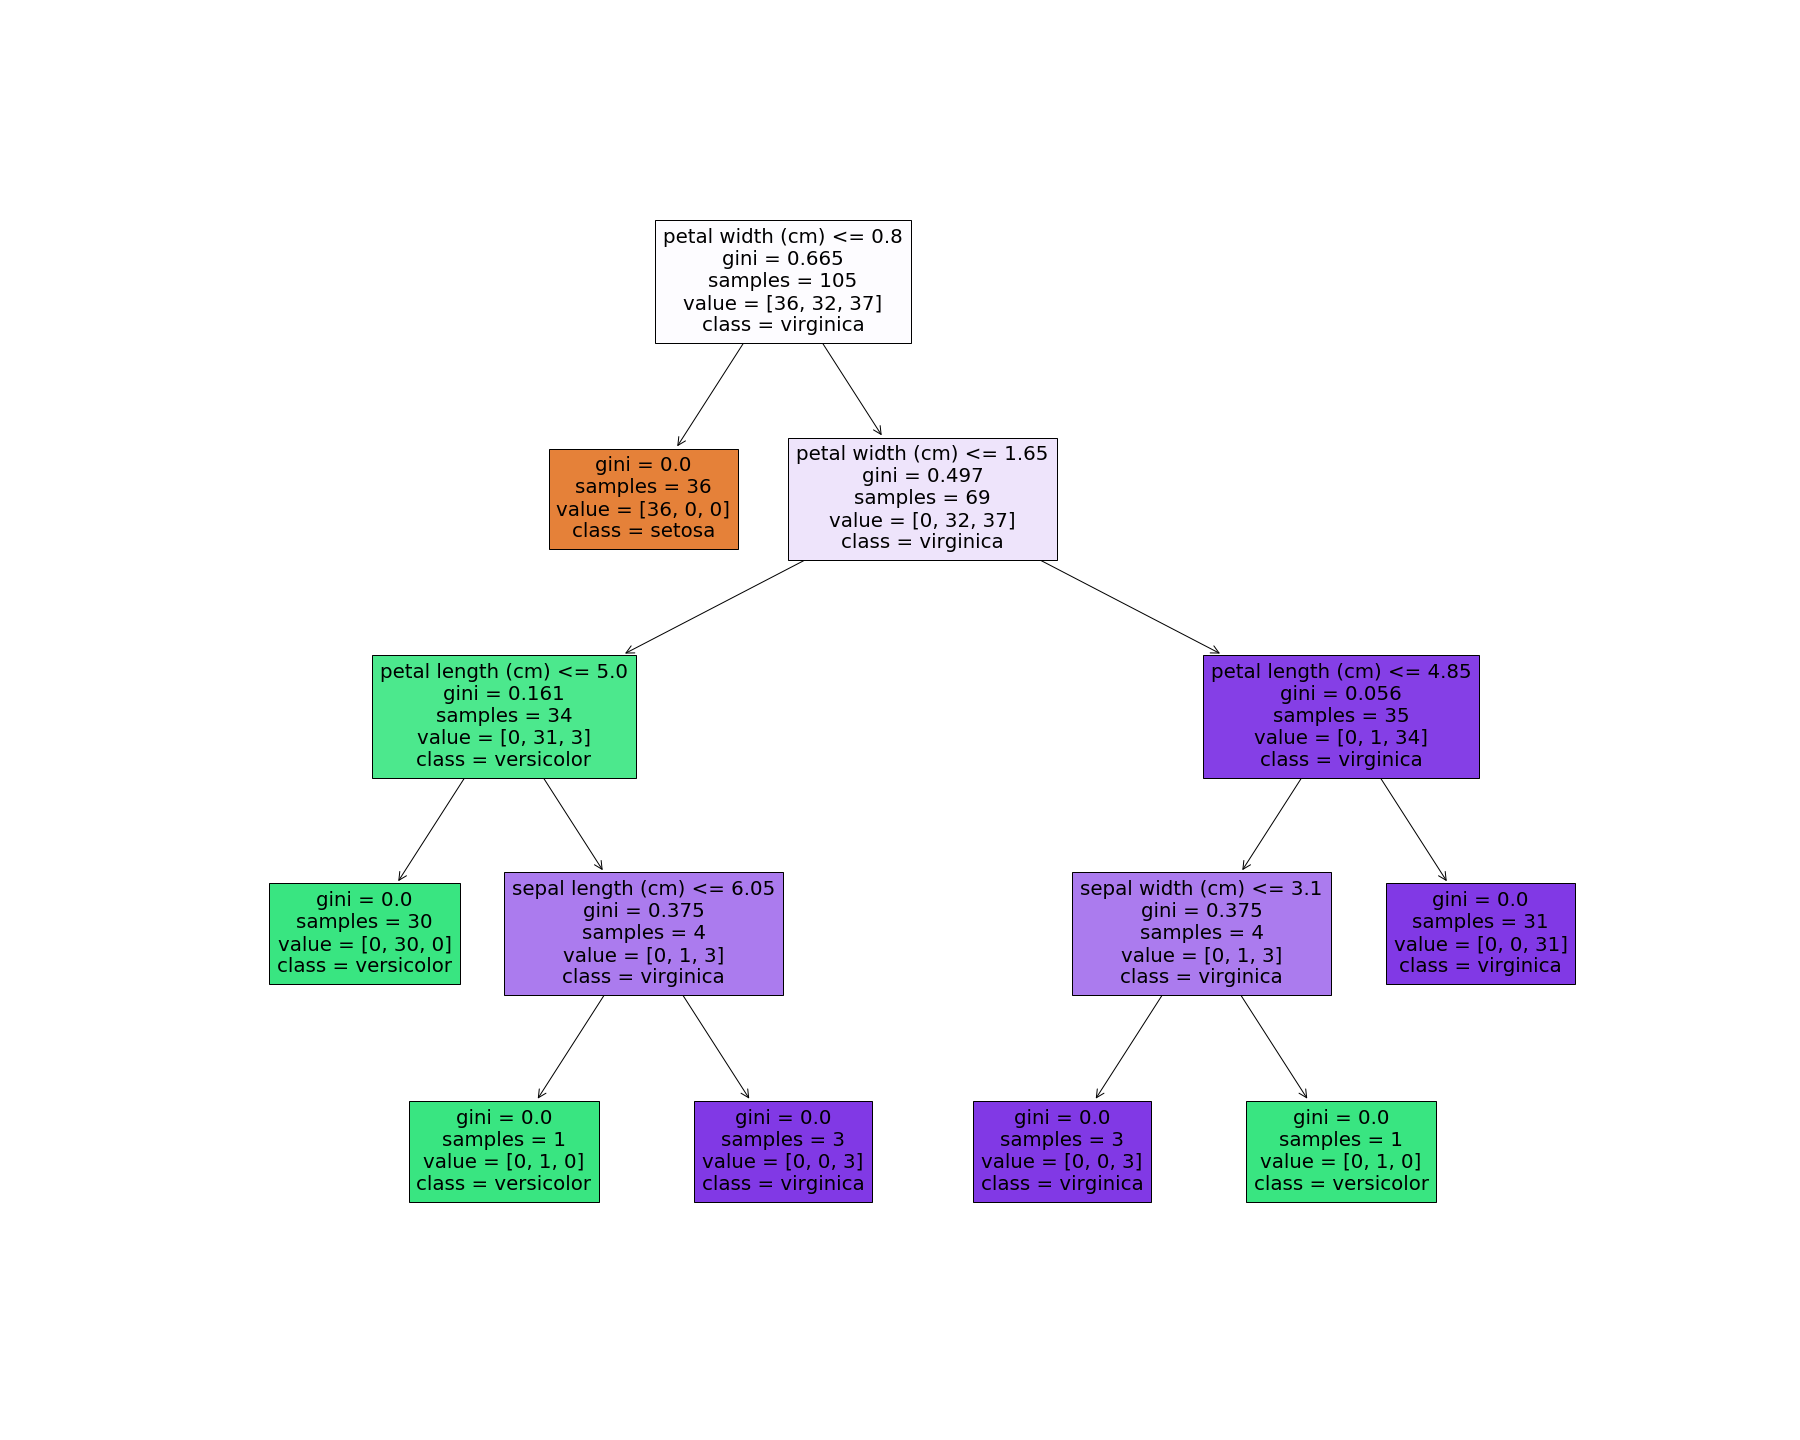 petal width (cm) <= 0.8
gini = 0.665
samples = 105
value = [36, 32, 37]
class = virginica
gini = 0.0
samples = 36
value = [36, 0, 0]
class = setosa
petal width (cm) <= 1.65
gini = 0.497
samples = 69
value = [0, 32, 37]
class = virginica
petal length (cm) <= 5.0
gini = 0.161
samples = 34
value = [0, 31, 3]
class = versicolor
petal length (cm) <= 4.85
gini = 0.056
samples = 35
value = [0, 1, 34]
class = virginica
gini = 0.0
samples = 30
value = [0, 30, 0]
class = versicolor
sepal length (cm) <= 6.05
gini = 0.375
samples = 4
value = [0, 1, 3]
class = virginica
sepal width (cm) <= 3.1
gini = 0.375
samples = 4
value = [0, 1, 3]
class = virginica
gini = 0.0
samples = 31
value = [0, 0, 31]
class = virginica
gini = 0.0
samples = 1
value = [0, 1, 0]
class = versicolor
gini = 0.0
samples = 3
value = [0, 0, 3]
class = virginica
gini = 0.0
samples = 3
value = [0, 0, 3]
class = virginica
gini = 0.0
samples = 1
value = [0, 1, 0]
class = versicolor